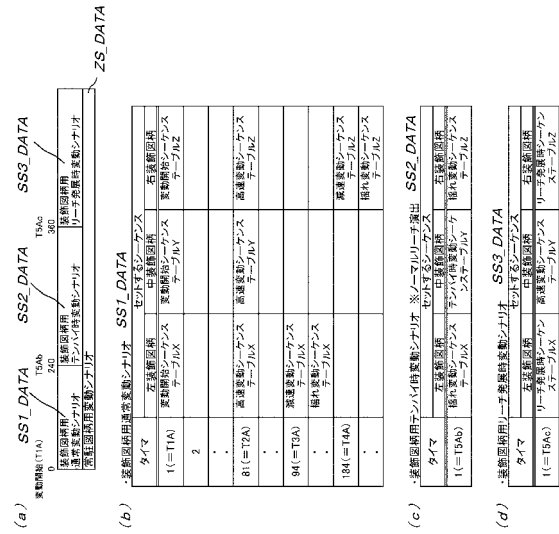 (a)
SS1_DATA
SS2_DATA
SS3_DATA
変動開始(T1A) T5Ab T5Ac
0 240 360
装飾図柄用
通常変動シナリオ
装飾図柄用
テンパイ時変動シナリオ
装飾図柄用
リーチ発展時変動シナリオ
常駐図柄用変動シナリオ
ZS_DATA
(b)
・装飾図柄用通常変動シナリオ SS1_DATA
タイマ セットするシーケンス
左装飾図柄 中装飾図柄 右装飾図柄
1(=T1A) 変動開始シーケンステーブルX 変動開始シーケンステーブルY 変動開始シーケンステーブルZ
2
・
・
81(=T2A) 高速変動シーケンステーブルX 高速変動シーケンステーブルY 高速変動シーケンステーブルZ
・
・
94(=T3A) 減速変動シーケンステーブルX
・ 揺れ変動シーケンステーブルX
・
184(=T4A) 減速変動シーケンステーブルZ
・ 揺れ変動シーケンステーブルZ
・
(c)
・装飾図柄用テンパイ時変動シナリオ ※ノーマルリーチ演出 SS2_DATA
タイマ セットするシーケンス
左装飾図柄 中装飾図柄 右装飾図柄
1(=T5Ab) 揺れ変動シーケンステーブルX テンパイ時変動シーケンステーブルY 揺れ変動シーケンステーブルZ
(d)
・装飾図柄用リーチ発展時変動シナリオ SS3_DATA
タイマ セットするシーケンス
左装飾図柄 中装飾図柄 右装飾図柄
1(=T5Ac) リーチ発展時シーケンステーブルX 高速変動シーケンステーブルY リーチ発展時シーケンステーブルZ